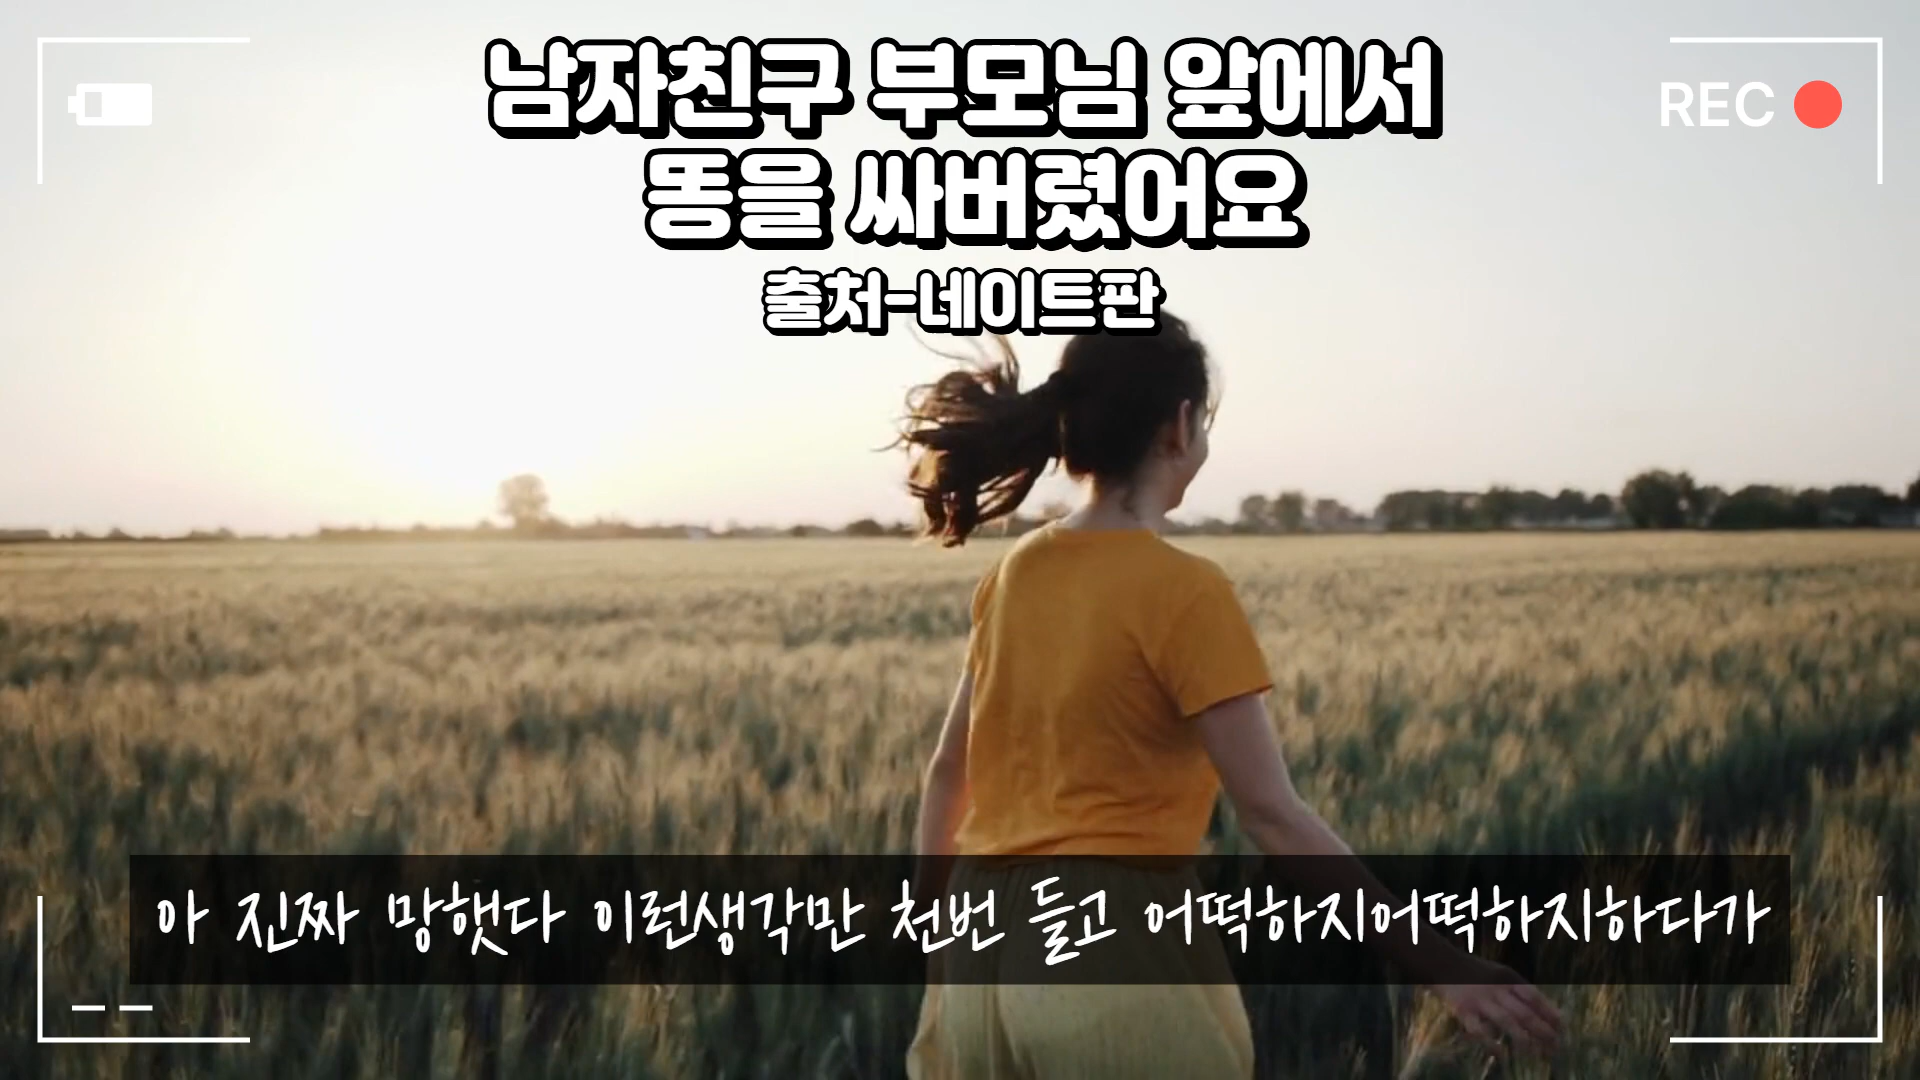 남자친구 부모님 앞에서
REC
똥을 싸버렸어요
출처-네이트판
아 진짜 망했다 이런생각만 천번 들고 어떡하지어떡하지하다가